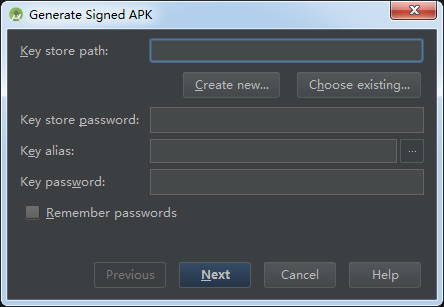 Generate Signed APK
Key store path:
Create new... Choose existing...
Key store password:
Key alias:
...
Key password:
Remember passwords
Previous Next Cancel Help